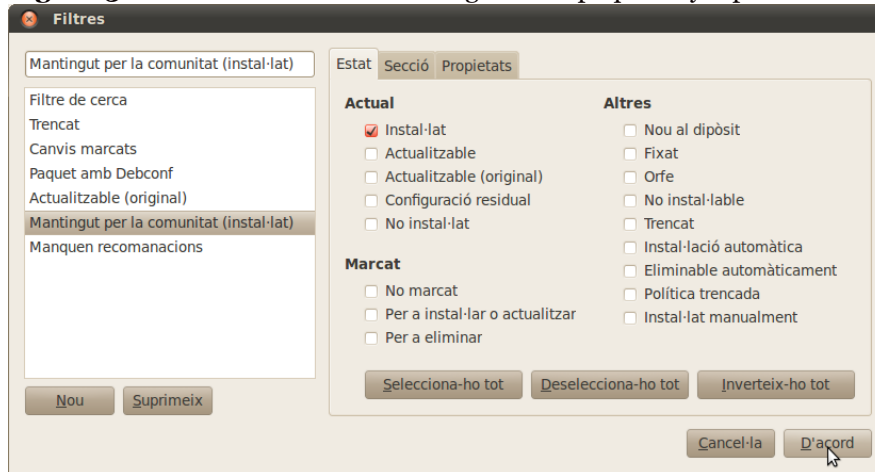 Filtres
Mantingut per la comunitat (instal·lat)
Filtre de cerca
Trencat
Canvis marcats
Paquet amb Debconf
Actualitzable (original)
Mantingut per la comunitat (instal·lat)
Manquen recomanacions
Nou
Suprimeix
Estat
Secció
Propietats
Actual
Instal·lat
Actualitzable
Actualitzable (original)
Configuració residual
No instal·lat
Marcat
No marcat
Per a instal·lar o actualitzar
Per a eliminar
Altres
Nou al dipòsit
Fixat
Orfe
No instal·lable
Trencat
Instal·lació automàtica
Eliminable automàticament
Política trencada
Instal·lat manualment
Selecciona-ho tot
Deselecciona-ho tot
Inverteix-ho tot
Cancel·la
D'acord